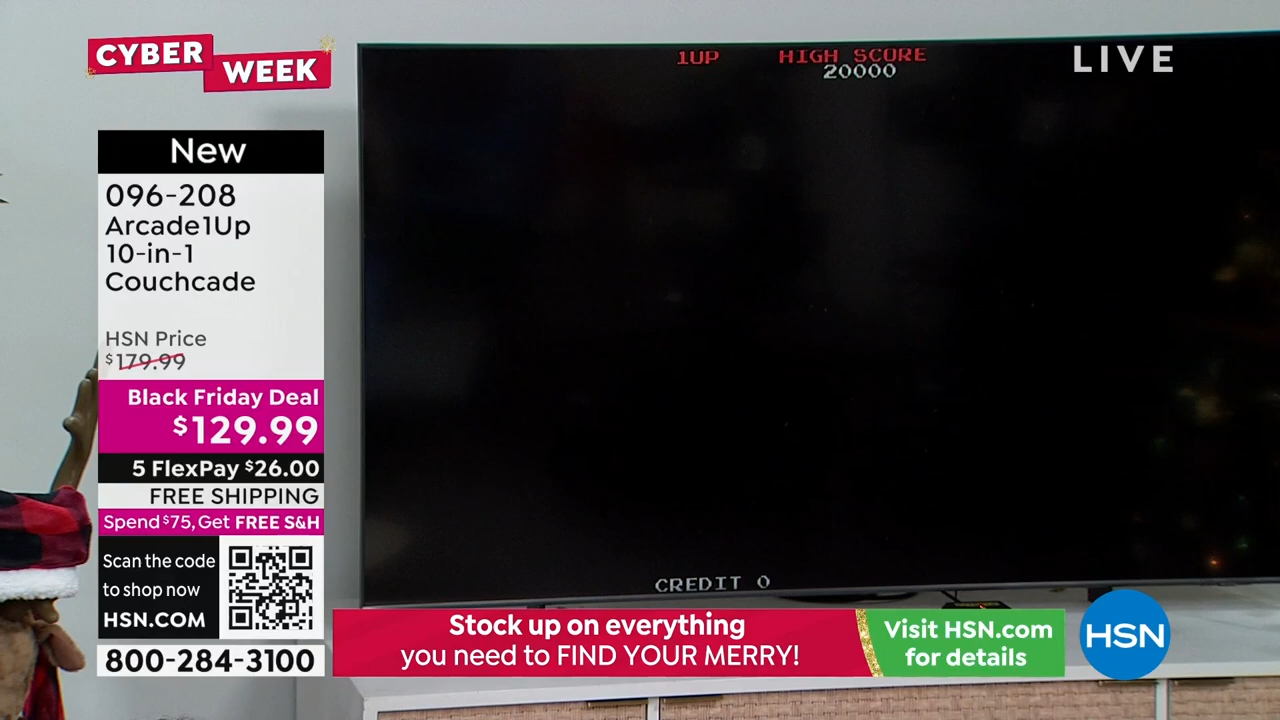 CYBER
WEEK
New
096-208
Arcade1Up
10-in-1
Couchcade
HSN Price
$179.99
Black Friday Deal
$129.99
5 FlexPay $26.00
FREE SHIPPING
Spend $75, Get FREE S&H
Scan the code
to shop now
HSN.COM
800-284-3100
1UP HIGH SCORE
20000
CREDIT 0
LIVE
Stock up on everything
you need to FIND YOUR MERRY!
Visit HSN.com
for details
HSN